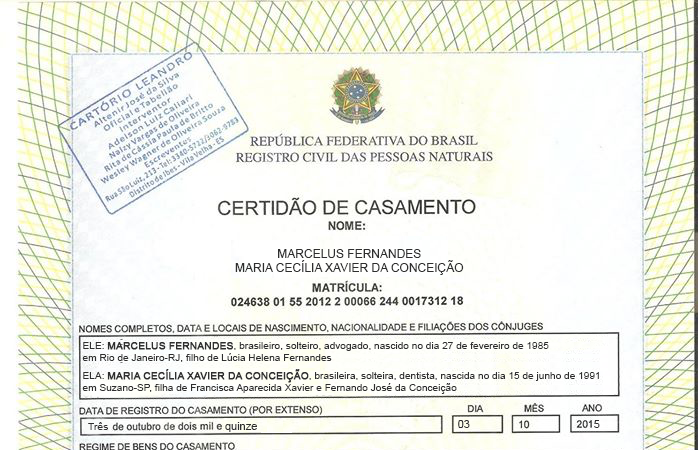 CARTÓRIO LEANDRO
Altenir José da Silva
Oficial e Tabelião
Interventor
Adelson Luiz Callari
Nairy Vargas de Oliveira
Rita de Cássia Paula de Britto
Wesley Wagner de Oliveira Souza
Escreventes
Rua São Luiz, 213 - Tel: 3340-5722/3062-9783
Distrito de Ibes - Vila Velha - ES
REPÚBLICA FEDERATIVA DO BRASIL
REGISTRO CIVIL DAS PESSOAS NATURAIS
CERTIDÃO DE CASAMENTO
NOME:
MARCELUS FERNANDES
MARIA CECÍLIA XAVIER DA CONCEIÇÃO
MATRÍCULA:
024638 01 55 2012 2 00066 244 0017312 18
NOMES COMPLETOS, DATA E LOCAIS DE NASCIMENTO, NACIONALIDADE E FILIAÇÕES DOS CÔNJUGES
ELE: MARCELUS FERNANDES, brasileiro, solteiro, advogado, nascido no dia 27 de fevereiro de 1985
em Rio de Janeiro-RJ, filho de Lúcia Helena Fernandes
ELA: MARIA CECÍLIA XAVIER DA CONCEIÇÃO, brasileira, solteira, dentista, nascida no dia 15 de junho de 1991
em Suzano-SP, filha de Francisca Aparecida Xavier e Fernando José da Conceição
DATA DE REGISTRO DO CASAMENTO (POR EXTENSO) DIA MÊS ANO
Três de outubro de dois mil e quinze 03 10 2015
REGIME DE BENS DO CASAMENTO